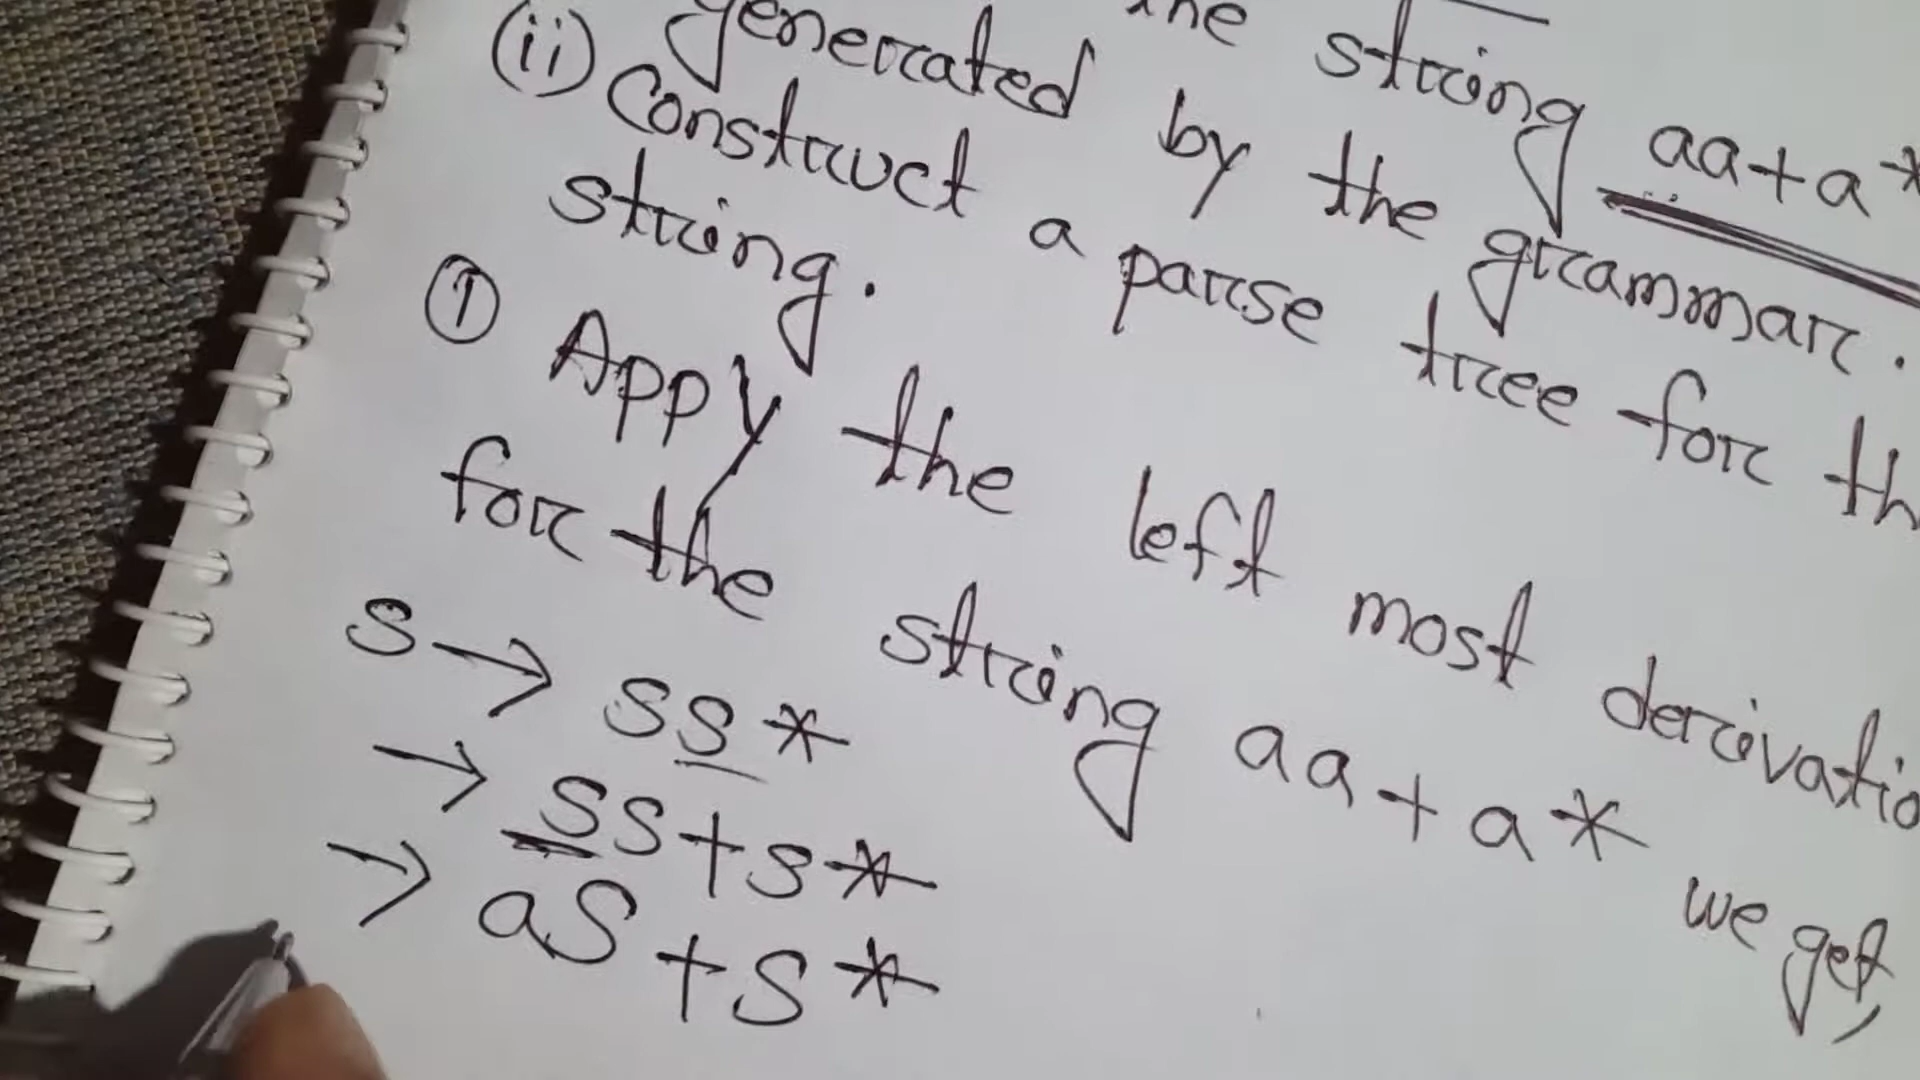 the string aa+a*
generated by the grammar.
(ii) Construct a parse tree for th
string.
① Apply the left most derivatio
for the string aa+a* we get,
S → SS*
→ SS+S*
→ aS+S*